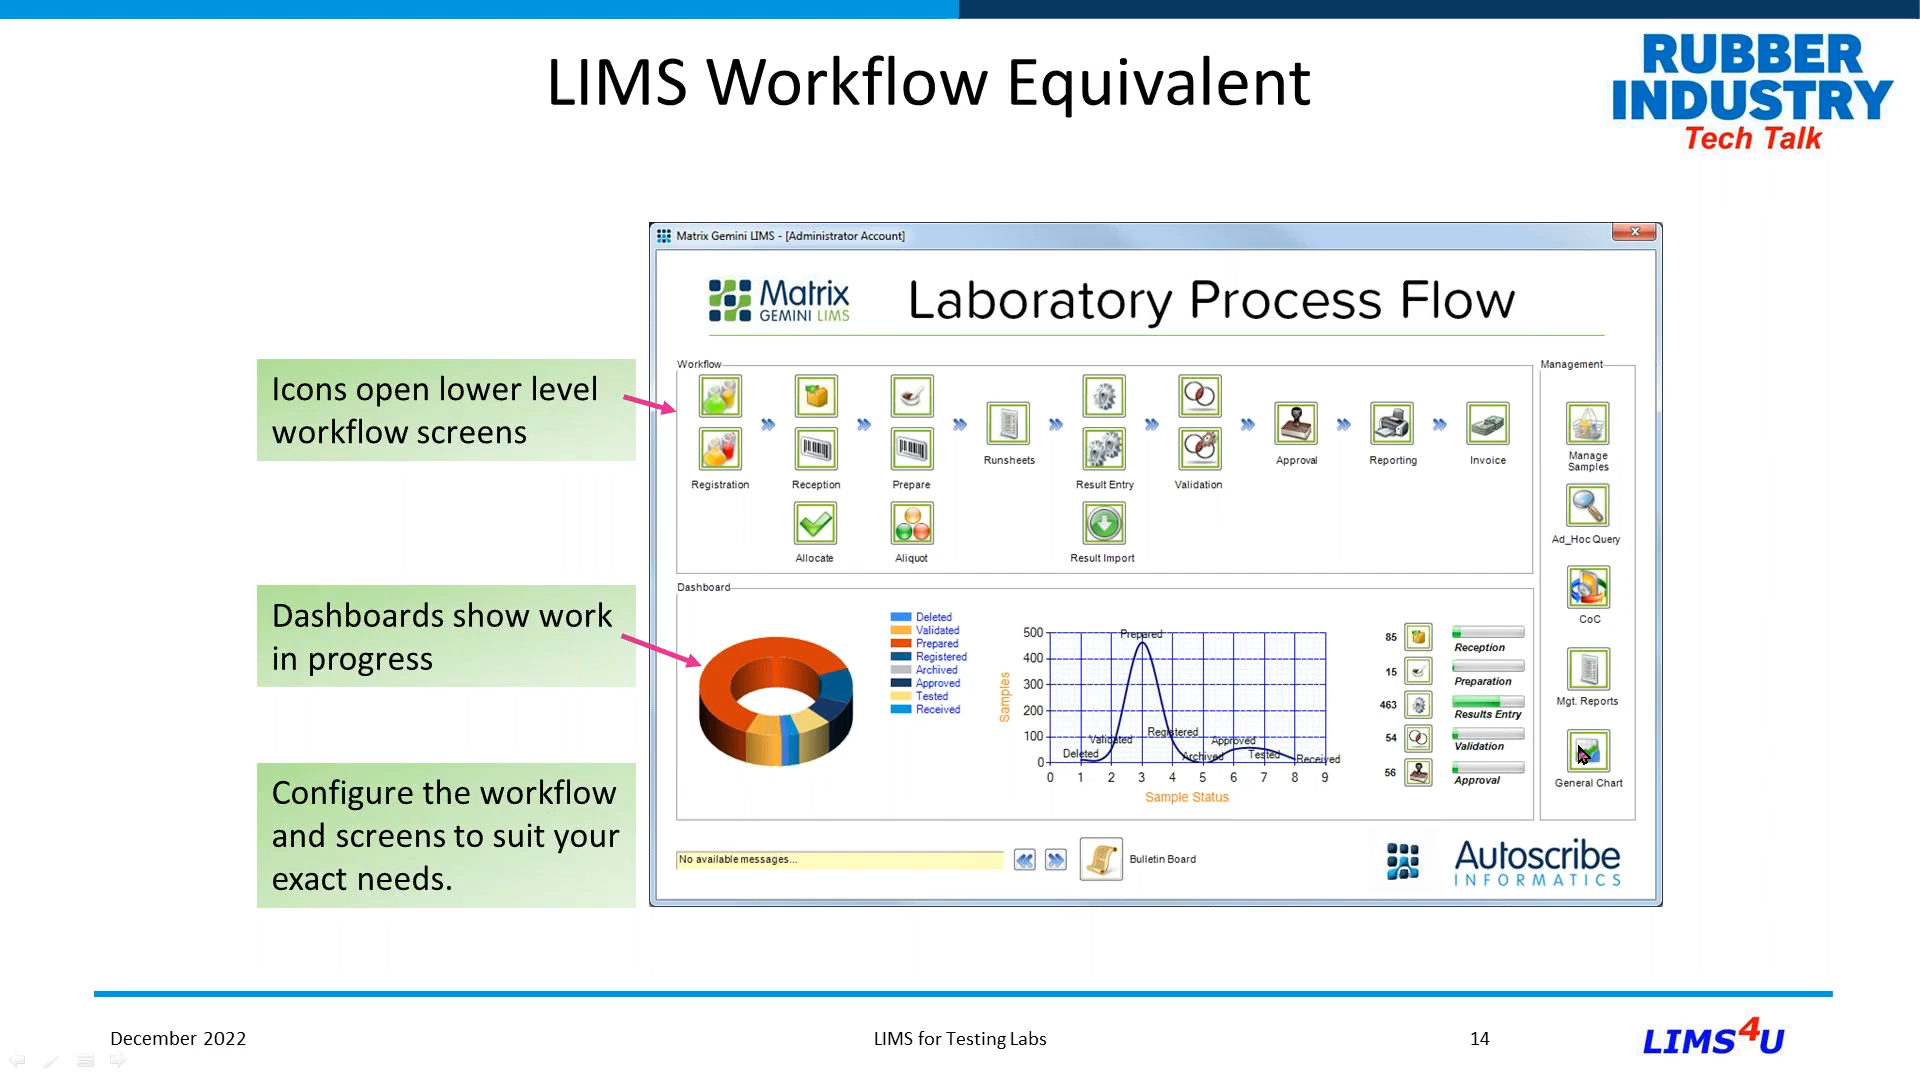 LIMS Workflow Equivalent
RUBBER
INDUSTRY
Tech Talk
Matrix Gemini LIMS - [Administrator Account]
Matrix
GEMINI LIMS
Laboratory Process Flow
Icons open lower level
workflow screens
Workflow
Registration
Reception
Prepare
Runsheets
Result Entry
Validation
Approval
Reporting
Invoice
Allocate
Aliquot
Result Import
Management
Manage
Samples
Ad_Hoc Query
CoC
Mgt. Reports
General Chart
Dashboards show work
in progress
Dashboard
Deleted
Validated
Prepared
Registered
Archived
Approved
Tested
Received
Samples
500
400
300
200
100
0
Prepared
Validated
Registered
Deleted
Archived
Approved
Tested
Received
0 1 2 3 4 5 6 7 8 9
Sample Status
85 Reception
15 Preparation
463 Results Entry
54 Validation
56 Approval
Configure the workflow
and screens to suit your
exact needs.
No available messages...
Bulletin Board
Autoscribe
INFORMATICS
December 2022
LIMS for Testing Labs
14
LIMS4U